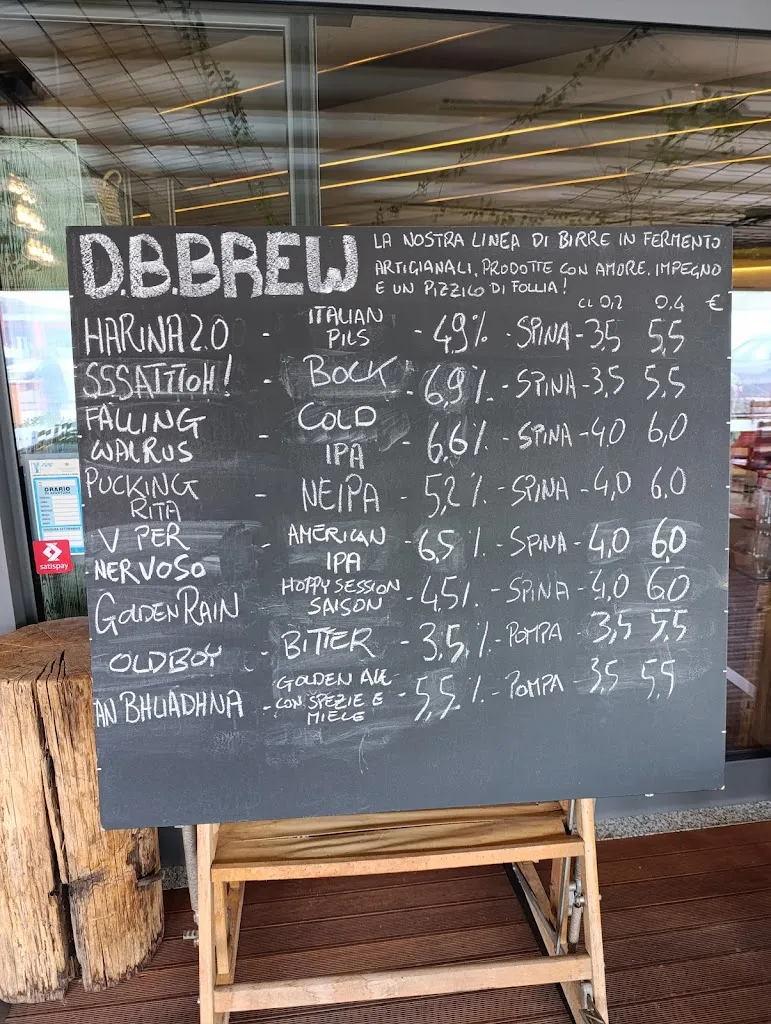 D.B.BREW
LA NOSTRA LINEA DI BIRRE IN FERMENTO
ARTIGIANALI, PRODOTTE CON AMORE, IMPEGNO
E UN PIZZICO DI FOLLIA!
CL 0,2 0,4 €
HARINA 2.0 - ITALIAN PILS - 4,9% - SPINA - 3,5 5,5
SSSATITOH! - BOCK - 6,9% - SPINA - 3,5 5,5
FALLING WALRUS - COLD IPA - 6,6% - SPINA - 4,0 6,0
PUCKING RITA - NEIPA - 5,2% - SPINA - 4,0 6,0
V PER NERVOSO - AMERICAN IPA - 6,5% - SPINA - 4,0 6,0
GOLDEN RAIN HOPPY SESSION SAISON - 4,5% - SPINA - 4,0 6,0
OLD BOY - BITTER - 3,5% - POMPA 3,5 5,5
AN BHUADHNA - GOLDEN ALE CON SPEZIE E MIELE - 5,5% - POMPA - 3,5 5,5
ORARIO
satispay